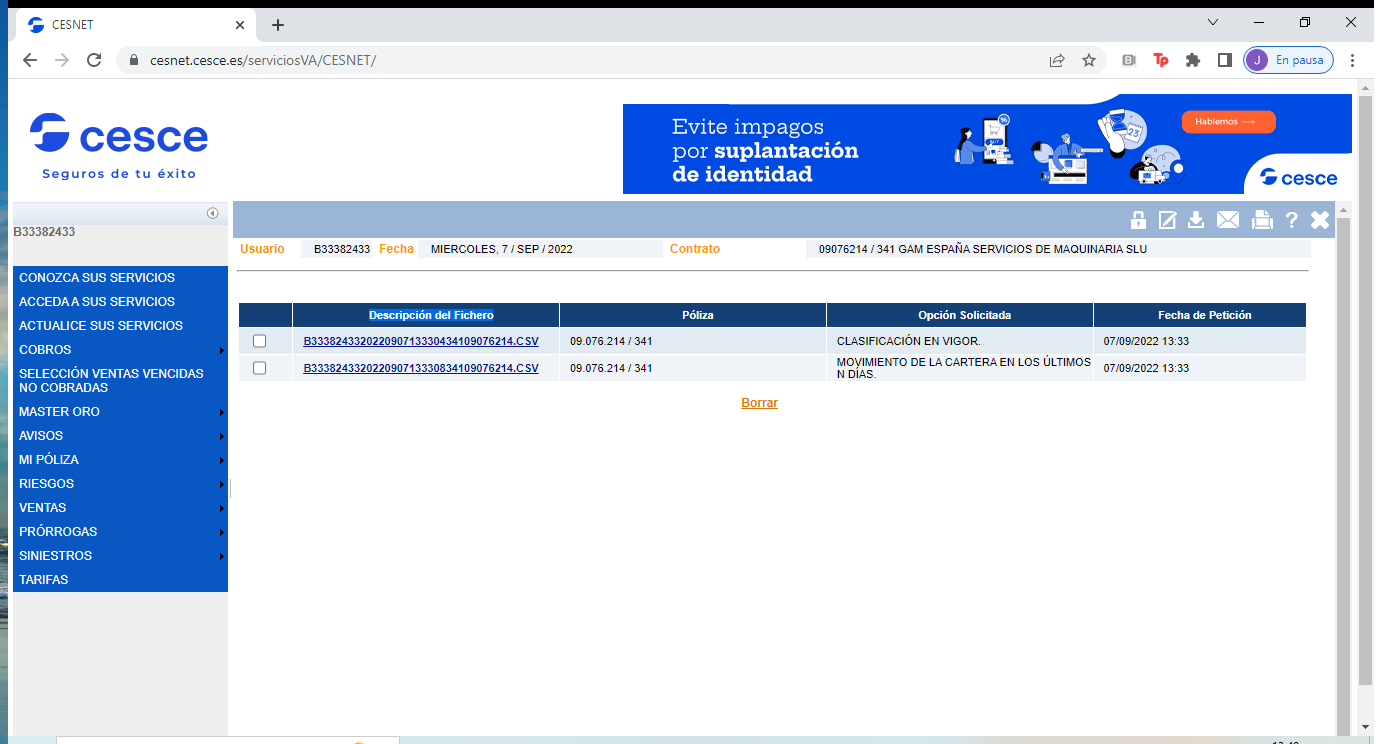 CESNET
cesnet.cesce.es/serviciosVA/CESNET/
BI
Tp
J
En pausa
cesce
Seguros de tu éxito
Evite impagos
por suplantación
de identidad
%
23
Hablemos
cesce
B33382433
Usuario B33382433 Fecha MIERCOLES, 7 / SEP / 2022 Contrato 09076214 / 341 GAM ESPAÑA SERVICIOS DE MAQUINARIA SLU
CONOZCA SUS SERVICIOS
ACCEDA A SUS SERVICIOS
ACTUALICE SUS SERVICIOS
COBROS
SELECCIÓN VENTAS VENCIDAS
NO COBRADAS
MASTER ORO
AVISOS
MI PÓLIZA
RIESGOS
VENTAS
PRÓRROGAS
SINIESTROS
TARIFAS
Descripción del Fichero Póliza Opción Solicitada Fecha de Petición
B333824332022090713330434109076214.CSV 09.076.214 / 341 CLASIFICACIÓN EN VIGOR. 07/09/2022 13:33
B333824332022090713330834109076214.CSV 09.076.214 / 341 MOVIMIENTO DE LA CARTERA EN LOS ÚLTIMOS
N DÍAS. 07/09/2022 13:33
Borrar